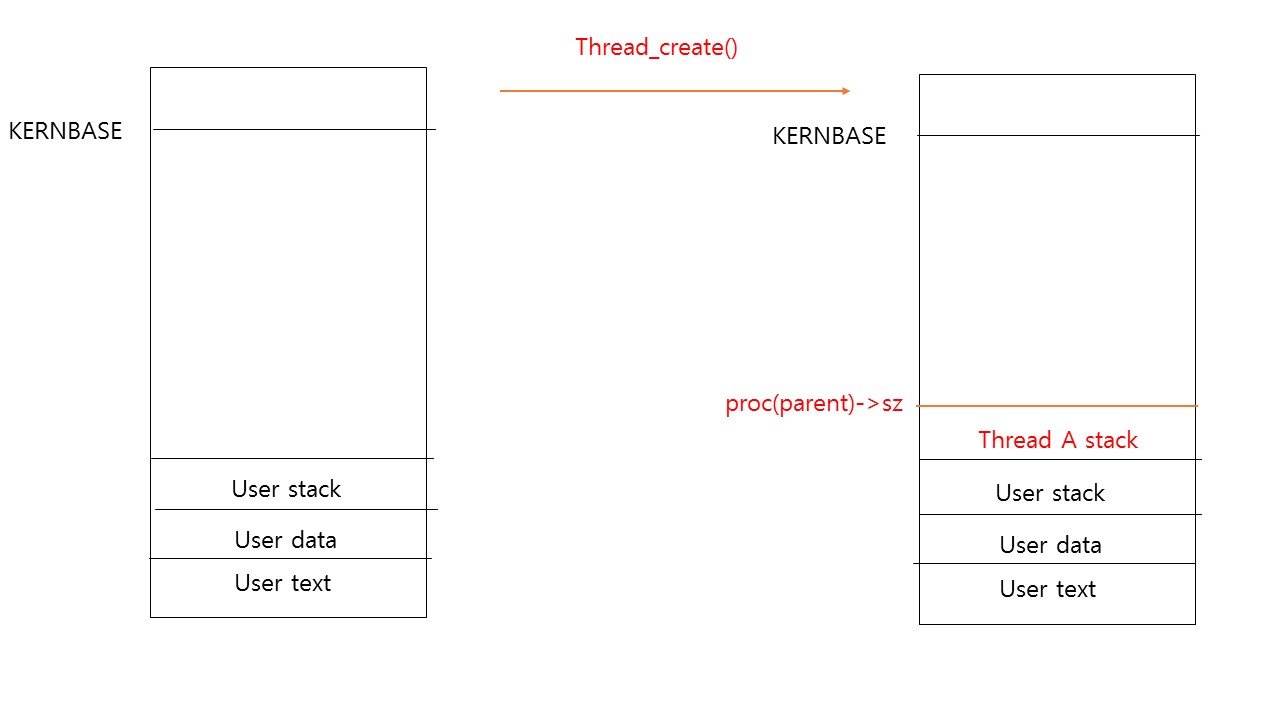 Thread_create()
KERNBASE
KERNBASE
proc(parent)->sz
Thread A stack
User stack
User stack
User data
User data
User text
User text